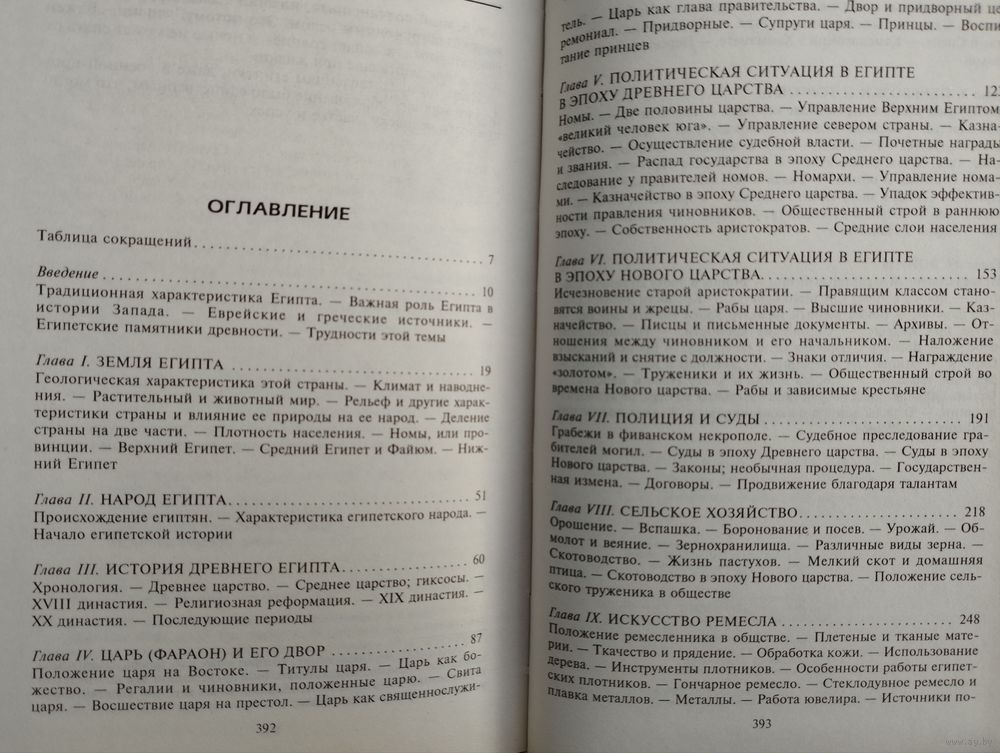 ОГЛАВЛЕНИЕ
Таблица сокращений . . . . . . . . . . 7
Введение . . . . . . . . . . 10
Традиционная характеристика Египта. — Важная роль Египта в
истории Запада. — Еврейские и греческие источники. —
Египетские памятники древности. — Трудности этой темы
Глава I. ЗЕМЛЯ ЕГИПТА . . . . . . . . . . 19
Геологическая характеристика этой страны. — Климат и наводне-
ния. — Растительный и животный мир. — Рельеф и другие харак-
теристики страны и влияние ее природы на ее народ. — Деление
страны на две части. — Плотность населения. — Номы, или про-
винции. — Верхний Египет. — Средний Египет и Файюм. — Ниж-
ний Египет
Глава II. НАРОД ЕГИПТА . . . . . . . . . . 51
Происхождение египтян. — Характеристика египетского народа. —
Начало египетской истории
Глава III. ИСТОРИЯ ДРЕВНЕГО ЕГИПТА . . . . . . . . . . 60
Хронология. — Древнее царство. — Среднее царство; гиксосы. —
XVIII династия. — Религиозная реформация. — XIX династия. —
XX династия. — Последующие периоды
Глава IV. ЦАРЬ (ФАРАОН) И ЕГО ДВОР . . . . . . . . . . 87
Положение царя на Востоке. — Титулы царя. — Царь как бо-
жество. — Регалии и чиновники, положенные царю. — Свита
царя. — Восшествие царя на престол. — Царь как священнослужи-
392
тель. — Царь как глава правительства. — Двор и придворный це
ремониал. — Придворные. — Супруги царя. — Принцы. — Воспи
тание принцев
Глава V. ПОЛИТИЧЕСКАЯ СИТУАЦИЯ В ЕГИПТЕ
В ЭПОХУ ДРЕВНЕГО ЦАРСТВА . . . . . . . . . . 12
Номы. — Две половины царства. — Управление Верхним Египтом
«великий человек юга». — Управление севером страны. — Казна-
чейство. — Осуществление судебной власти. — Почетные награды
и звания. — Распад государства в эпоху Среднего царства. — На-
следование у правителей номов. — Номархи. — Управление нома-
ми. — Казначейство в эпоху Среднего царства. — Упадок эффектив-
ности правления чиновников. — Общественный строй в раннюю
эпоху. — Собственность аристократов. — Средние слои населения
Глава VI. ПОЛИТИЧЕСКАЯ СИТУАЦИЯ В ЕГИПТЕ
В ЭПОХУ НОВОГО ЦАРСТВА . . . . . . . . . . 153
Исчезновение старой аристократии. — Правящим классом стано-
вятся воины и жрецы. — Рабы царя. — Высшие чиновники. — Каз-
начейство. — Писцы и письменные документы. — Архивы. — От-
ношения между чиновником и его начальником. — Наложение
взысканий и снятие с должности. — Знаки отличия. — Награждение
«золотом». — Труженики и их жизнь. — Общественный строй во
времена Нового царства. — Рабы и зависимые крестьяне
Глава VII. ПОЛИЦИЯ И СУДЫ . . . . . . . . . . 191
Грабежи в фиванском некрополе. — Судебное преследование гра-
бителей могил. — Суды в эпоху Древнего царства. — Суды в эпоху
Нового царства. — Законы; необычная процедура. — Государствен-
ная измена. — Договоры. — Продвижение благодаря талантам
Глава VIII. СЕЛЬСКОЕ ХОЗЯЙСТВО . . . . . . . . . . 218
Орошение. — Вспашка. — Боронование и посев. — Урожай. — Об-
молот и веяние. — Зернохранилища. — Различные виды зерна. —
Скотоводство. — Жизнь пастухов. — Мелкий скот и домашняя
птица. — Скотоводство в эпоху Нового царства. — Положение сель-
ского труженика в обществе
Глава IX. ИСКУССТВО РЕМЕСЛА . . . . . . . . . . 248
Положение ремесленника в общстве. — Плетеные и тканые мате-
рии. — Ткачество и прядение. — Обработка кожи. — Использование
дерева. — Инструменты плотников. — Особенности работы египет-
ских плотников. — Гончарное ремесло. — Стеклодувное ремесло и
плавка металлов. — Металлы. — Работа ювелира. — Источники по-
393
www.ay.by